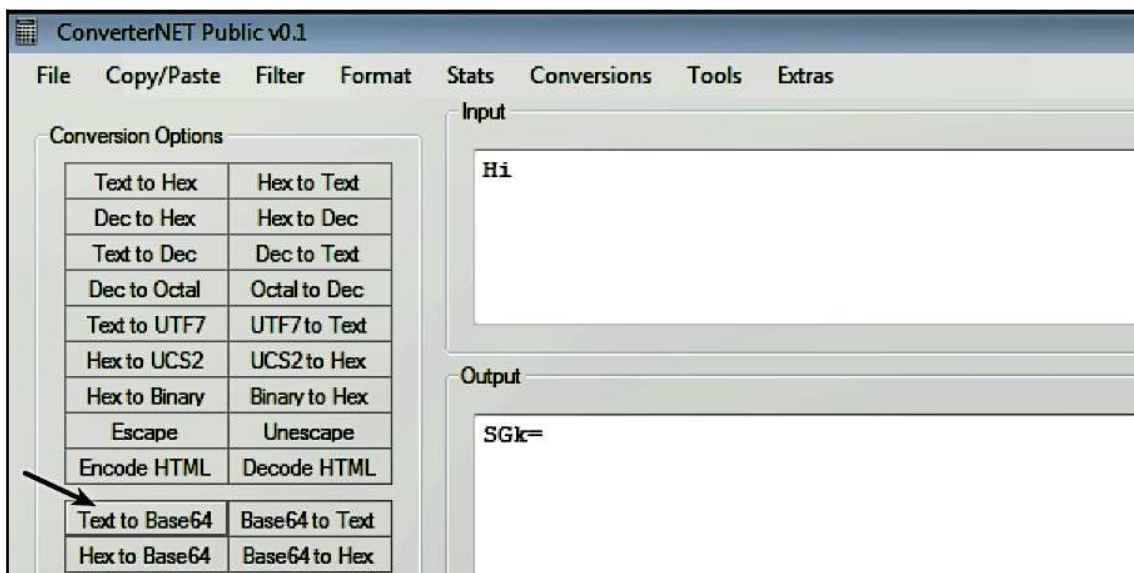 ConverterNET Public v0.1
File Copy/Paste Filter Format Stats Conversions Tools Extras
Conversion Options
Text to Hex Hex to Text
Dec to Hex Hex to Dec
Text to Dec Dec to Text
Dec to Octal Octal to Dec
Text to UTF7 UTF7 to Text
Hex to UCS2 UCS2 to Hex
Hex to Binary Binary to Hex
Escape Unescape
Encode HTML Decode HTML
Text to Base64 Base64 to Text
Hex to Base64 Base64 to Hex
Input
Hi
Output
SGk=